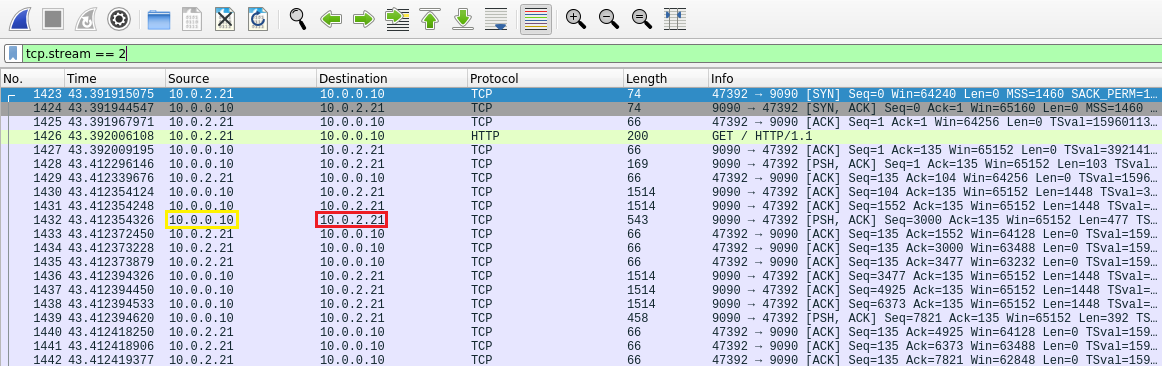 tcp.stream == 2
No. Time Source Destination Protocol Length Info
1423 43.391915075 10.0.2.21 10.0.0.10 TCP 74 47392 → 9090 [SYN] Seq=0 Win=64240 Len=0 MSS=1460 SACK_PERM=1…
1424 43.391944547 10.0.0.10 10.0.2.21 TCP 74 9090 → 47392 [SYN, ACK] Seq=0 Ack=1 Win=65160 Len=0 MSS=1460 …
1425 43.391967971 10.0.2.21 10.0.0.10 TCP 66 47392 → 9090 [ACK] Seq=1 Ack=1 Win=64256 Len=0 TSval=15960113…
1426 43.392006108 10.0.2.21 10.0.0.10 HTTP 200 GET / HTTP/1.1
1427 43.392009195 10.0.0.10 10.0.2.21 TCP 66 9090 → 47392 [ACK] Seq=1 Ack=135 Win=65152 Len=0 TSval=392141…
1428 43.412296146 10.0.0.10 10.0.2.21 TCP 169 9090 → 47392 [PSH, ACK] Seq=1 Ack=135 Win=65152 Len=103 TSval…
1429 43.412339676 10.0.2.21 10.0.0.10 TCP 66 47392 → 9090 [ACK] Seq=135 Ack=104 Win=64256 Len=0 TSval=1596…
1430 43.412354124 10.0.0.10 10.0.2.21 TCP 1514 9090 → 47392 [ACK] Seq=104 Ack=135 Win=65152 Len=1448 TSval=3…
1431 43.412354248 10.0.0.10 10.0.2.21 TCP 1514 9090 → 47392 [ACK] Seq=1552 Ack=135 Win=65152 Len=1448 TSval=…
1432 43.412354326 10.0.0.10 10.0.2.21 TCP 543 9090 → 47392 [PSH, ACK] Seq=3000 Ack=135 Win=65152 Len=477 TS…
1433 43.412372450 10.0.2.21 10.0.0.10 TCP 66 47392 → 9090 [ACK] Seq=135 Ack=1552 Win=64128 Len=0 TSval=159…
1434 43.412373228 10.0.2.21 10.0.0.10 TCP 66 47392 → 9090 [ACK] Seq=135 Ack=3000 Win=63488 Len=0 TSval=159…
1435 43.412373879 10.0.2.21 10.0.0.10 TCP 66 47392 → 9090 [ACK] Seq=135 Ack=3477 Win=63232 Len=0 TSval=159…
1436 43.412394326 10.0.0.10 10.0.2.21 TCP 1514 9090 → 47392 [ACK] Seq=3477 Ack=135 Win=65152 Len=1448 TSval=…
1437 43.412394450 10.0.0.10 10.0.2.21 TCP 1514 9090 → 47392 [ACK] Seq=4925 Ack=135 Win=65152 Len=1448 TSval=…
1438 43.412394533 10.0.0.10 10.0.2.21 TCP 1514 9090 → 47392 [ACK] Seq=6373 Ack=135 Win=65152 Len=1448 TSval=…
1439 43.412394620 10.0.0.10 10.0.2.21 TCP 458 9090 → 47392 [PSH, ACK] Seq=7821 Ack=135 Win=65152 Len=392 TS…
1440 43.412418250 10.0.2.21 10.0.0.10 TCP 66 47392 → 9090 [ACK] Seq=135 Ack=4925 Win=64128 Len=0 TSval=159…
1441 43.412418906 10.0.2.21 10.0.0.10 TCP 66 47392 → 9090 [ACK] Seq=135 Ack=6373 Win=63488 Len=0 TSval=159…
1442 43.412419377 10.0.2.21 10.0.0.10 TCP 66 47392 → 9090 [ACK] Seq=135 Ack=7821 Win=62848 Len=0 TSval=159…